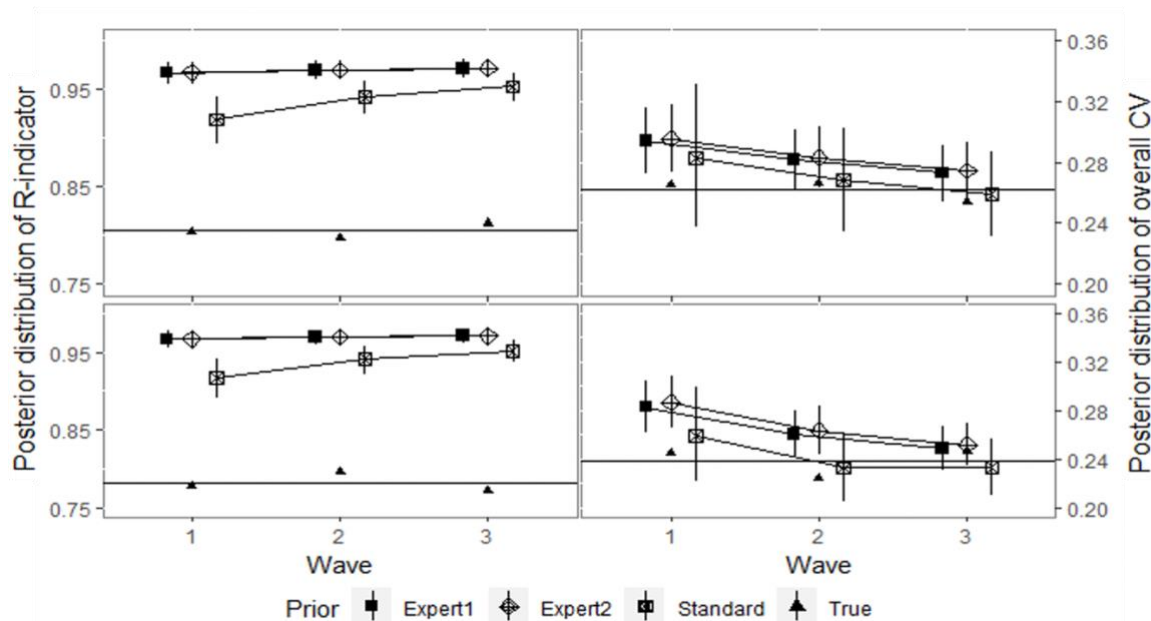 Posterior distribution of R-indicator
0.95
0.85
0.75
0.95
0.85
0.75
0.36
0.32
0.28
0.24
0.20
0.36
0.32
0.28
0.24
0.20
Posterior distribution of overall CV
1 2 3
1 2 3
Wave
Wave
Prior Expert1 Expert2 Standard True